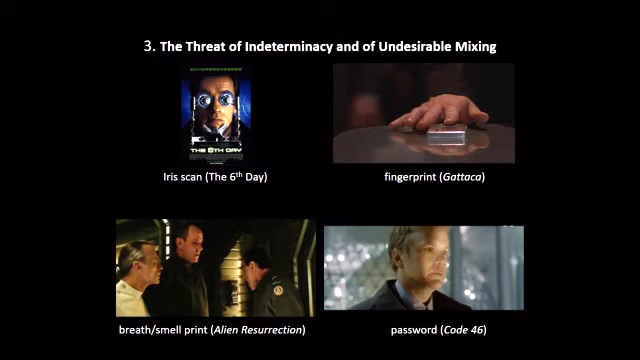 3. The Threat of Indeterminacy and of Undesirable Mixing
SCHWARZENEGGER
THE 6TH DAY
Iris scan (The 6th Day)
fingerprint (Gattaca)
breath/smell print (Alien Resurrection)
password (Code 46)